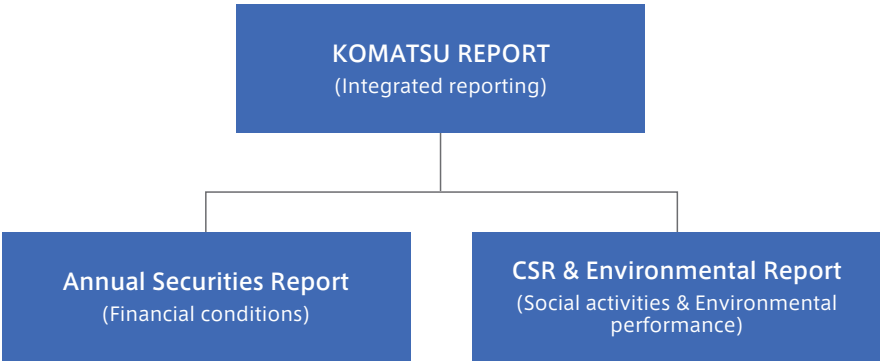 KOMATSU REPORT
(Integrated reporting)
Annual Securities Report
(Financial conditions)
CSR & Environmental Report
(Social activities & Environmental
performance)